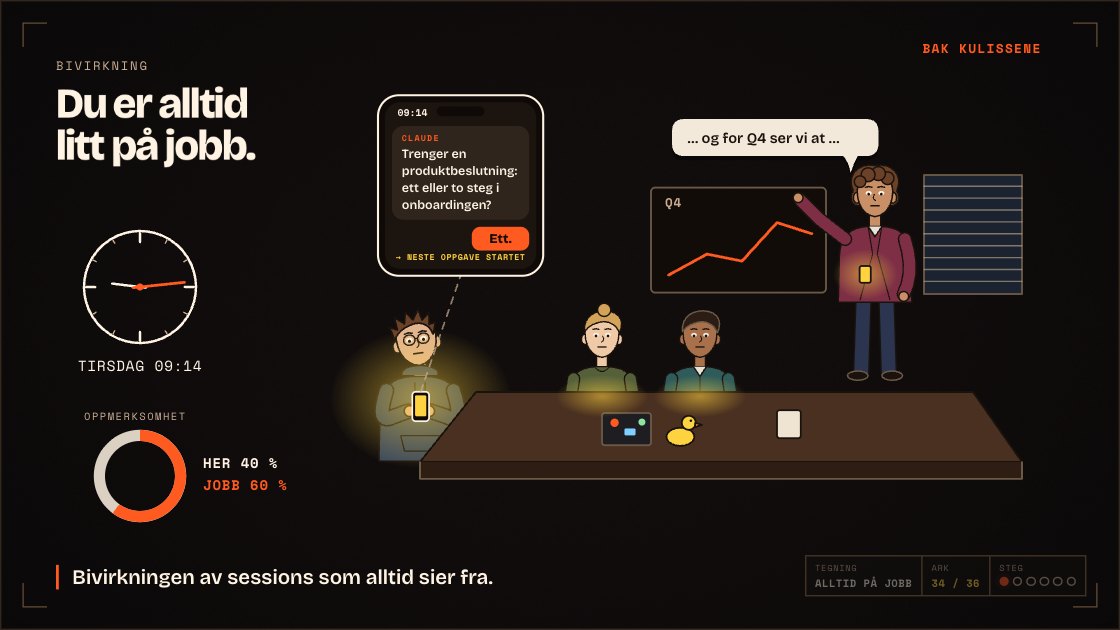 BAK KULISSENE
BIVIRKNING
Du er alltid
litt på jobb.
09:14
CLAUDE
Trenger en
produktbeslutning:
ett eller to steg i
onboardingen?
Ett.
→ NESTE OPPGAVE STARTET
... og for Q4 ser vi at ...
Q4
TIRSDAG 09:14
OPPMERKSOMHET
HER 40 %
JOBB 60 %
Bivirkningen av sessions som alltid sier fra.
TEGNING
ALLTID PÅ JOBB
ARK
34 / 36
STEG